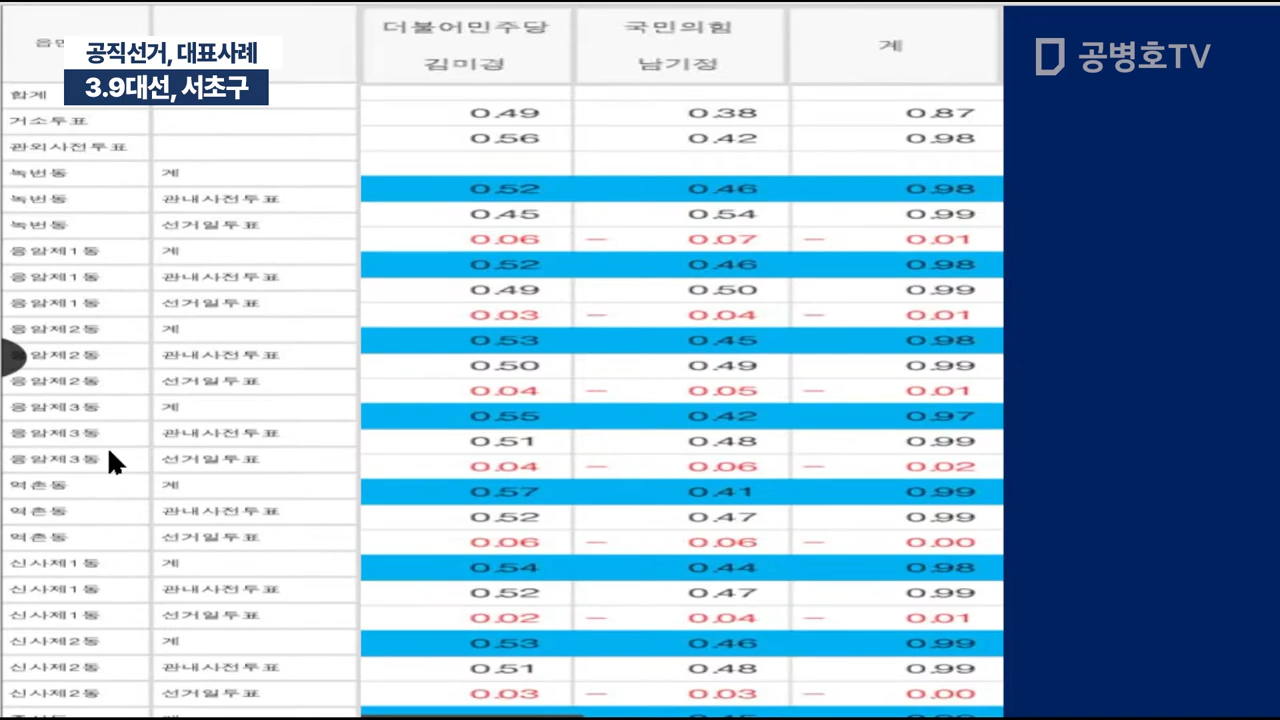 공직선거, 대표사례
3.9대선, 서초구
공병호TV
읍면
더불어민주당 국민의힘 계
김미경 남기정
합계
거소투표 0.49 0.38 0.87
관외사전투표 0.56 0.42 0.98
녹번동 계
녹번동 관내사전투표 0.52 0.46 0.98
녹번동 선거일투표 0.45 0.54 0.99
응암제1동 계 0.06 - 0.07 - 0.01
응암제1동 관내사전투표 0.52 0.46 0.98
응암제1동 선거일투표 0.49 0.50 0.99
응암제2동 계 0.03 - 0.04 - 0.01
응암제2동 관내사전투표 0.53 0.45 0.98
응암제2동 선거일투표 0.50 0.49 0.99
응암제3동 계 0.04 - 0.05 - 0.01
응암제3동 관내사전투표 0.55 0.42 0.97
응암제3동 선거일투표 0.51 0.48 0.99
역촌동 계 0.04 - 0.06 - 0.02
역촌동 관내사전투표 0.57 0.41 0.99
역촌동 선거일투표 0.52 0.47 0.99
신사제1동 계 0.06 - 0.06 - 0.00
신사제1동 관내사전투표 0.54 0.44 0.98
신사제1동 선거일투표 0.52 0.47 0.99
신사제2동 계 0.02 - 0.04 - 0.01
신사제2동 관내사전투표 0.53 0.46 0.99
신사제2동 선거일투표 0.51 0.48 0.99
0.03 - 0.03 - 0.00